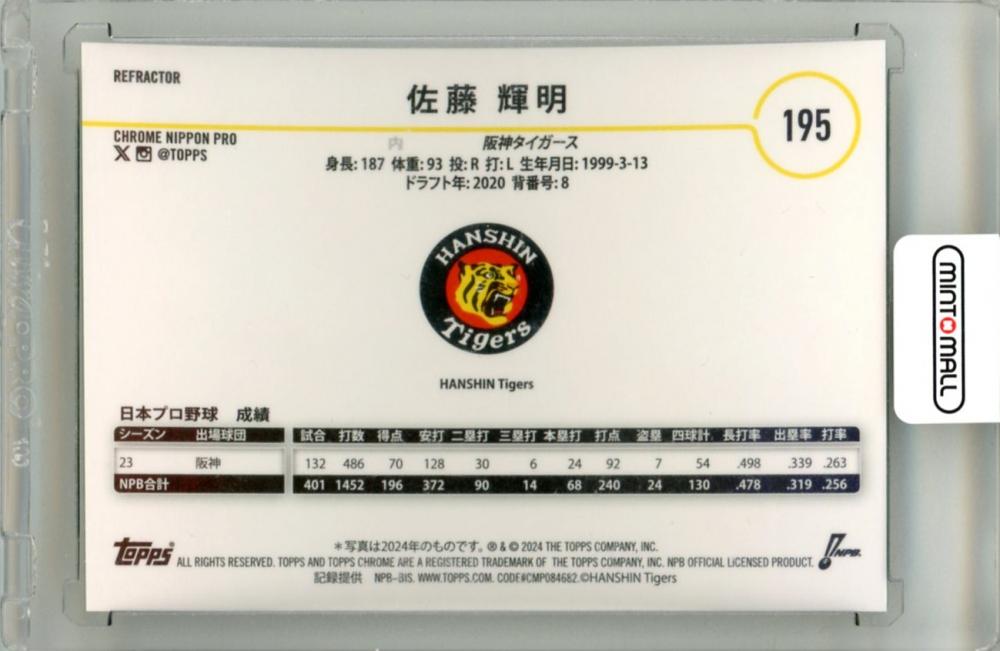 REFRACTOR
佐藤 輝明
195
CHROME NIPPON PRO
@TOPPS
内 阪神タイガース
身長: 187 体重: 93 投: R 打: L 生年月日: 1999-3-13
ドラフト年: 2020 背番号: 8
HANSHIN
Tigers
HANSHIN Tigers
MINT MALL
日本プロ野球 成績
シーズン 出場球団 試合 打数 得点 安打 二塁打 三塁打 本塁打 打点 盗塁 四球計 長打率 出塁率 打率
23 阪神 132 486 70 128 30 6 24 92 7 54 .498 .339 .263
NPB合計 401 1452 196 372 90 14 68 240 24 130 .478 .319 .256
topps
*写真は2024年のものです。 ® & © 2024 THE TOPPS COMPANY, INC.
ALL RIGHTS RESERVED. TOPPS AND TOPPS CHROME ARE A REGISTERED TRADEMARK OF THE TOPPS COMPANY, INC. NPB OFFICIAL LICENSED PRODUCT.
記録提供 NPB-BIS. WWW.TOPPS.COM. CODE#CMP084682.©HANSHIN Tigers
NPB